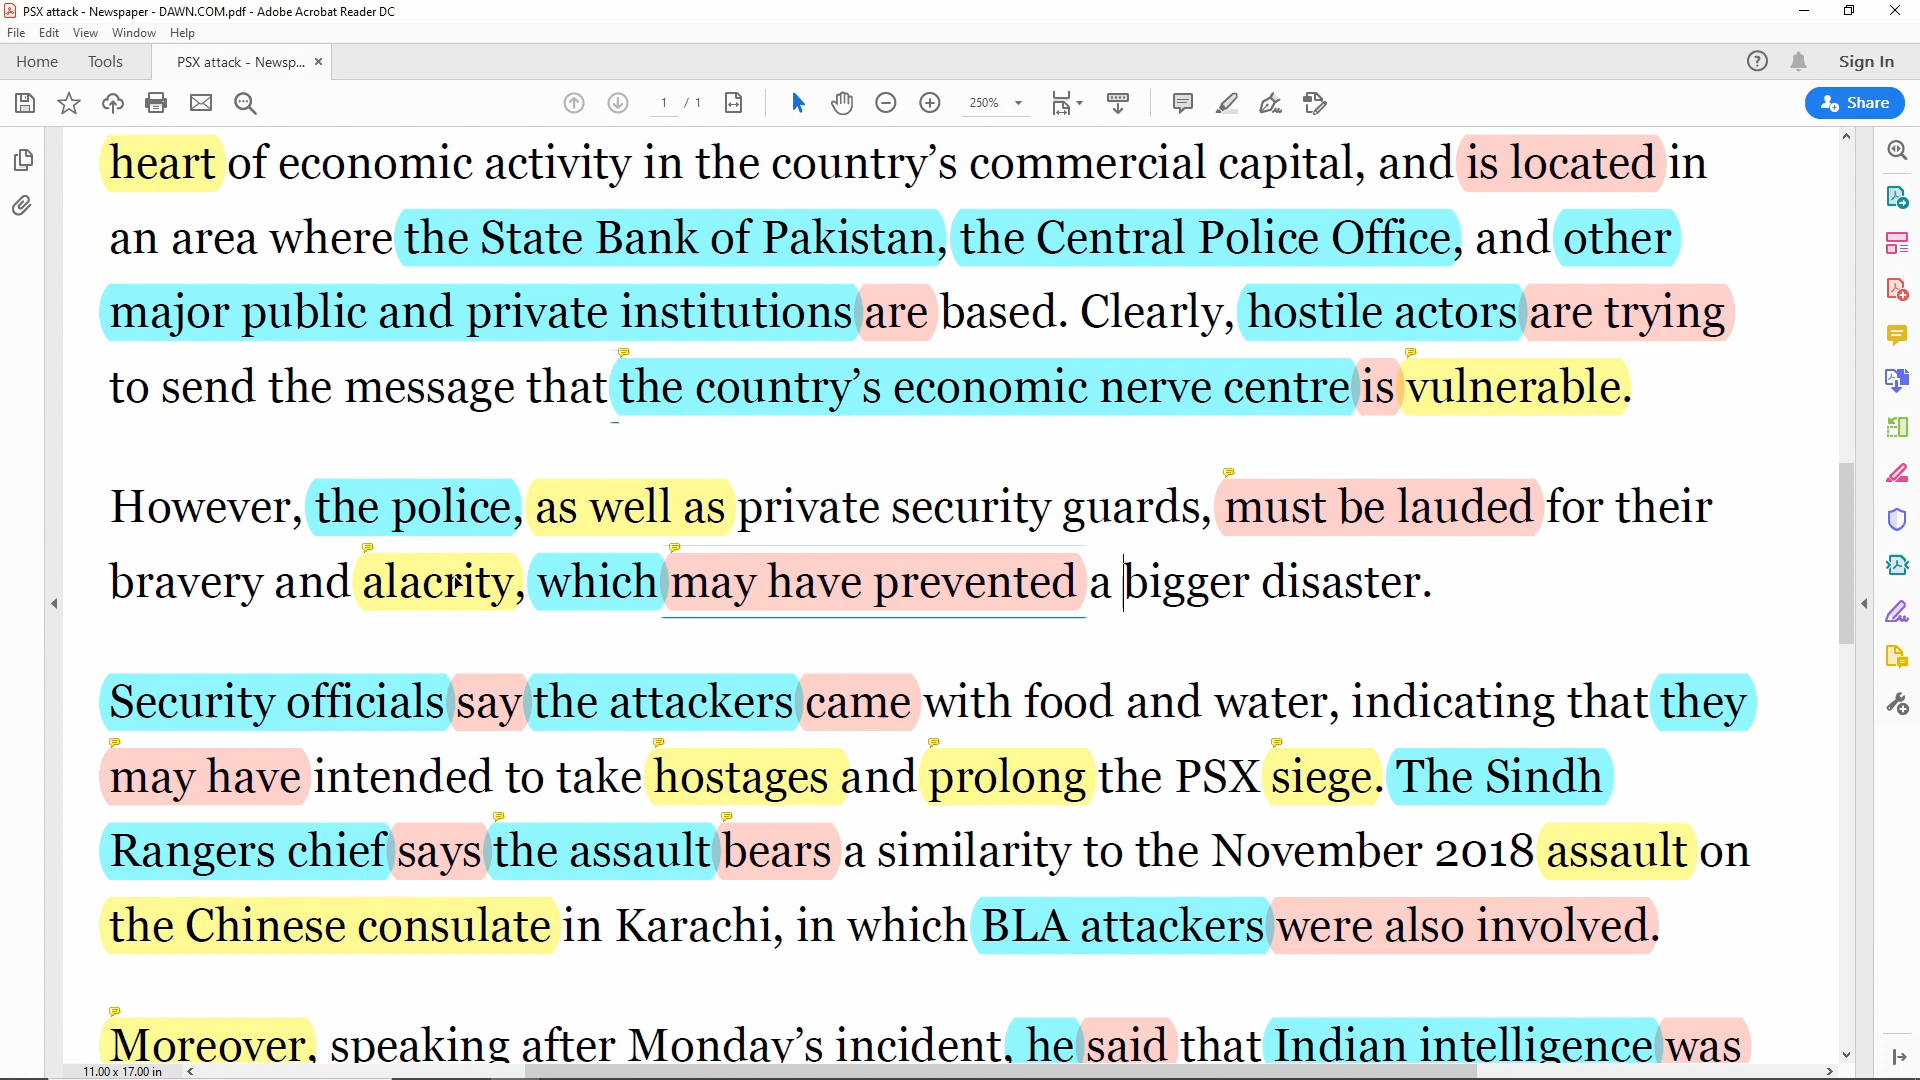 PSX attack - Newspaper - DAWN.COM.pdf - Adobe Acrobat Reader DC
File Edit View Window Help
Home Tools PSX attack - Newsp... × Sign In
1 / 1 250% Share
heart of economic activity in the country’s commercial capital, and is located in
an area where the State Bank of Pakistan, the Central Police Office, and other
major public and private institutions are based. Clearly, hostile actors are trying
to send the message that the country’s economic nerve centre is vulnerable.
However, the police, as well as private security guards, must be lauded for their
bravery and alacrity, which may have prevented a bigger disaster.
Security officials say the attackers came with food and water, indicating that they
may have intended to take hostages and prolong the PSX siege. The Sindh
Rangers chief says the assault bears a similarity to the November 2018 assault on
the Chinese consulate in Karachi, in which BLA attackers were also involved.
Moreover, speaking after Monday’s incident, he said that Indian intelligence was
11.00 x 17.00 in